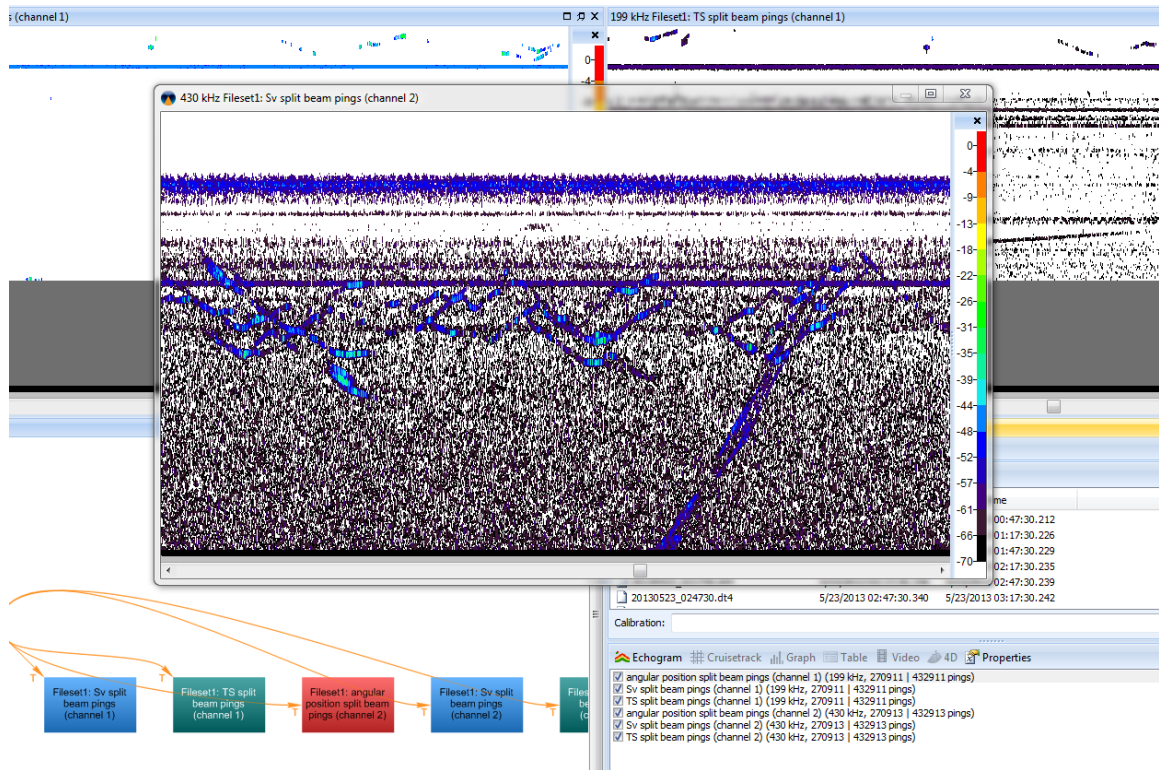 s (channel 1)
199 kHz Fileset1: TS split beam pings (channel 1)
0
-4
430 kHz Fileset1: Sv split beam pings (channel 2)
0
-4
-9
-13
-18
-22
-26
-31
-35
-39
-44
-48
-52
-57
-61
-66
-70
me
00:47:30.212
01:17:30.226
01:47:30.229
02:17:30.235
02:47:30.239
20130523_024730.dt4 5/23/2013 02:47:30.340 5/23/2013 03:17:30.242
Calibration:
Echogram Cruisetrack Graph Table Video 4D Properties
angular position split beam pings (channel 1) (199 kHz, 270911 | 432911 pings)
Sv split beam pings (channel 1) (199 kHz, 270911 | 432911 pings)
TS split beam pings (channel 1) (199 kHz, 270911 | 432911 pings)
angular position split beam pings (channel 2) (430 kHz, 270913 | 432913 pings)
Sv split beam pings (channel 2) (430 kHz, 270913 | 432913 pings)
TS split beam pings (channel 2) (430 kHz, 270913 | 432913 pings)
T
T
T
T
Fileset1: Sv split
beam pings
(channel 1)
Fileset1: TS split
beam pings
(channel 1)
Fileset1: angular
position split beam
pings (channel 2)
Fileset1: Sv split
beam pings
(channel 2)
Files
be
(c